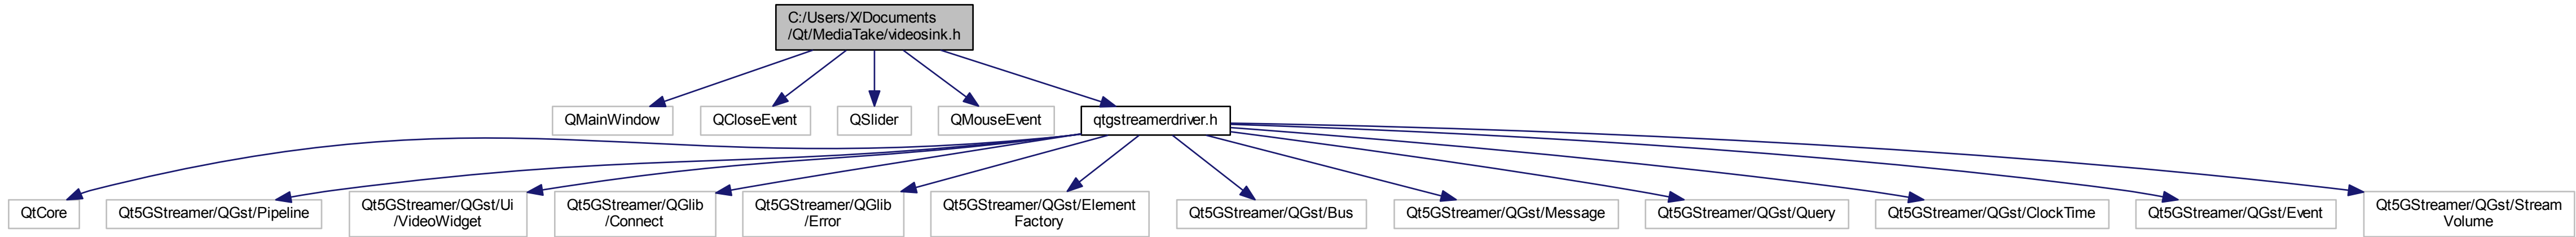 C:/Users/X/Documents
/Qt/MediaTake/videosink.h
QMainWindow
QCloseEvent
QSlider
QMouseEvent
qtgstreamerdriver.h
QtCore
Qt5GStreamer/QGst/Pipeline
Qt5GStreamer/QGst/Ui
/VideoWidget
Qt5GStreamer/QGlib
/Connect
Qt5GStreamer/QGlib
/Error
Qt5GStreamer/QGst/Element
Factory
Qt5GStreamer/QGst/Bus
Qt5GStreamer/QGst/Message
Qt5GStreamer/QGst/Query
Qt5GStreamer/QGst/ClockTime
Qt5GStreamer/QGst/Event
Qt5GStreamer/QGst/Stream
Volume